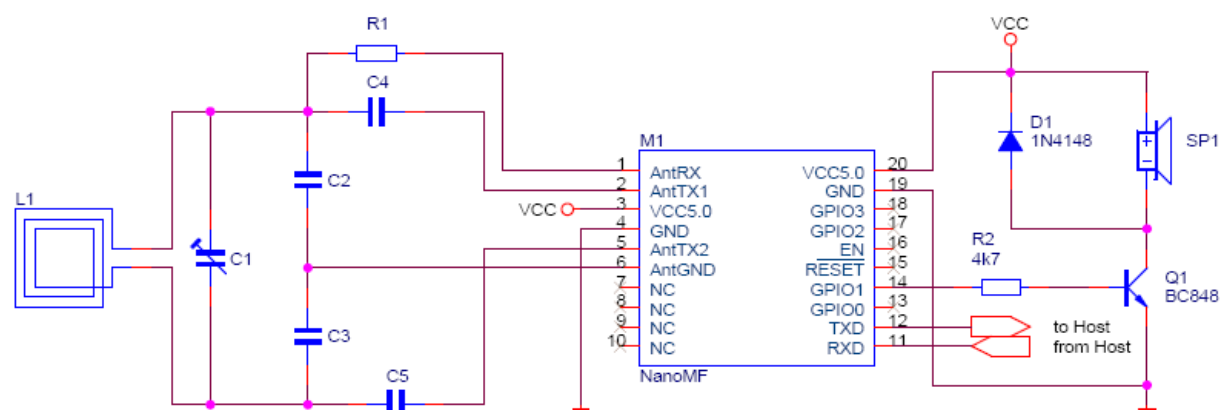 R1
C4
VCC
M1
D1
1N4148
SP1
1 AntRX VCC5.0 20
2 AntTX1 GND 19
VCC 3 VCC5.0 GPIO3 18
4 GND GPIO2 17
5 AntTX2 EN 16
6 AntGND RESET 15
7 NC GPIO1 14
8 NC GPIO0 13
9 NC TXD 12
10 NC RXD 11
NanoMF
C2
L1
C1
C3
C5
R2
4k7
Q1
BC848
to Host
from Host